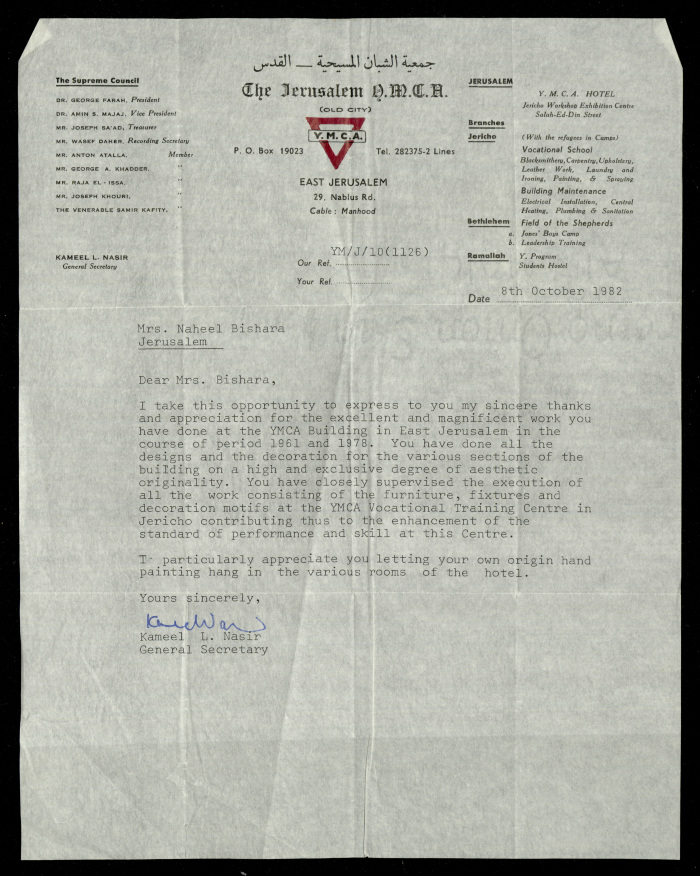 جمعية الشبان المسيحية — القدس
The Jerusalem Y.M.C.A.
(OLD CITY)
Y.M.C.A.
P. O. Box 19023
Tel. 282375-2 Lines
EAST JERUSALEM
29, Nablus Rd.
Cable : Manhood
The Supreme Council
DR. GEORGE FARAH, President
DR. AMIN S. MAJAJ, Vice President
MR. JOSEPH SA'AD, Treasurer
MR. WAREF DAHER, Recording Secretary
MR. ANTON ATALLA, Member
MR. GEORGE A. KHADDER, "
MR. RAJA EL - ISSA, "
MR. JOSEPH KHOURI, "
THE VENERABLE SAMIR KAFITY, "
KAMEEL L. NASIR
General Secretary
JERUSALEM
Y. M. C. A. HOTEL
Jericho Workshop Exhibition Centre
Salah-Ed-Din Street
Branches
Jericho (With the refugees in Camps)
Vocational School
Blacksmithery, Carpentry, Upholstery,
Leather Work, Laundry and
Ironing, Painting, & Spraying
Building Maintenance
Electrical Installation, Central
Heating, Plumbing & Sanitation
Bethlehem Field of the Shepherds
a. Jones' Boys Camp
b. Leadership Training
Ramallah Y. Program
Students Hostel
Our Ref. YM/J/10(1126)
Your Ref.
Date 8th October 1982
Mrs. Naheel Bishara
Jerusalem
Dear Mrs. Bishara,
I take this opportunity to express to you my sincere thanks
and appreciation for the excellent and magnificent work you
have done at the YMCA Building in East Jerusalem in the
course of period 1961 and 1978. You have done all the
designs and the decoration for the various sections of the
building on a high and exclusive degree of aesthetic
originality. You have closely supervised the execution of
all the work consisting of the furniture, fixtures and
decoration motifs at the YMCA Vocational Training Centre in
Jericho contributing thus to the enhancement of the
standard of performance and skill at this Centre.
I particularly appreciate you letting your own origin hand
painting hang in the various rooms of the hotel.
Yours sincerely,
Kameel L. Nasir
General Secretary